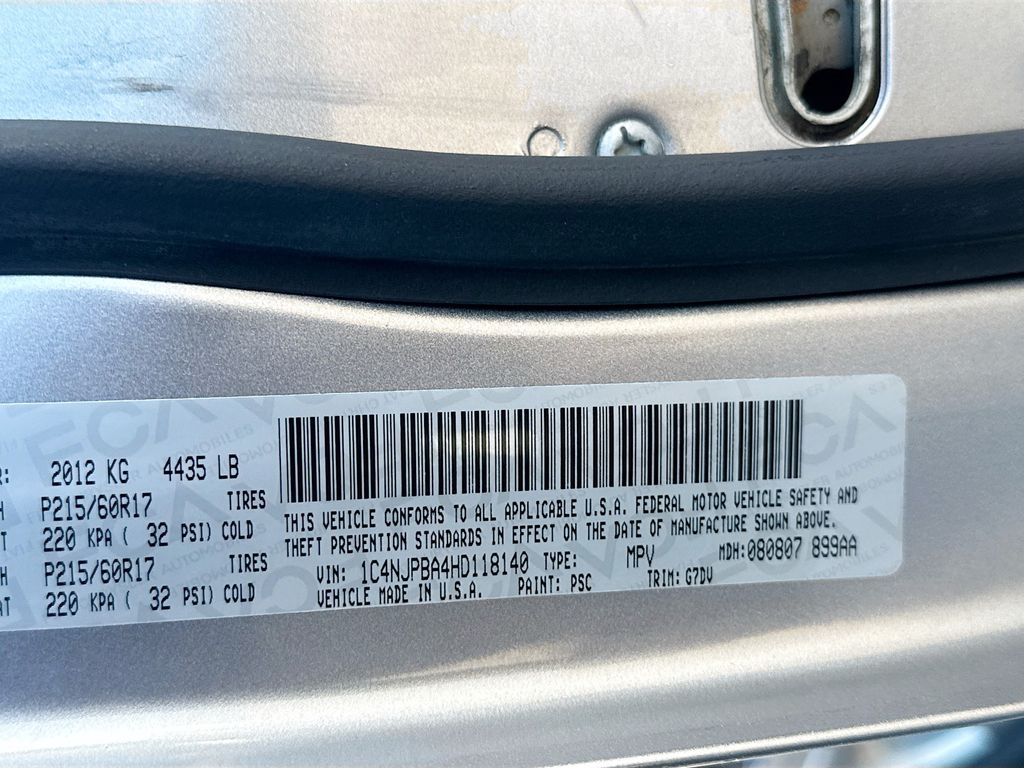 R: 2012 KG 4435 LB
P215/60R17 TIRES
220 KPA ( 32 PSI) COLD
P215/60R17 TIRES
220 KPA ( 32 PSI) COLD
THIS VEHICLE CONFORMS TO ALL APPLICABLE U.S.A. FEDERAL MOTOR VEHICLE SAFETY AND
THEFT PREVENTION STANDARDS IN EFFECT ON THE DATE OF MANUFACTURE SHOWN ABOVE.
VIN: 1C4NJPBA4HD118140 TYPE: MPV MDH:080807 899AA
VEHICLE MADE IN U.S.A. PAINT: PSC TRIM: G7DV